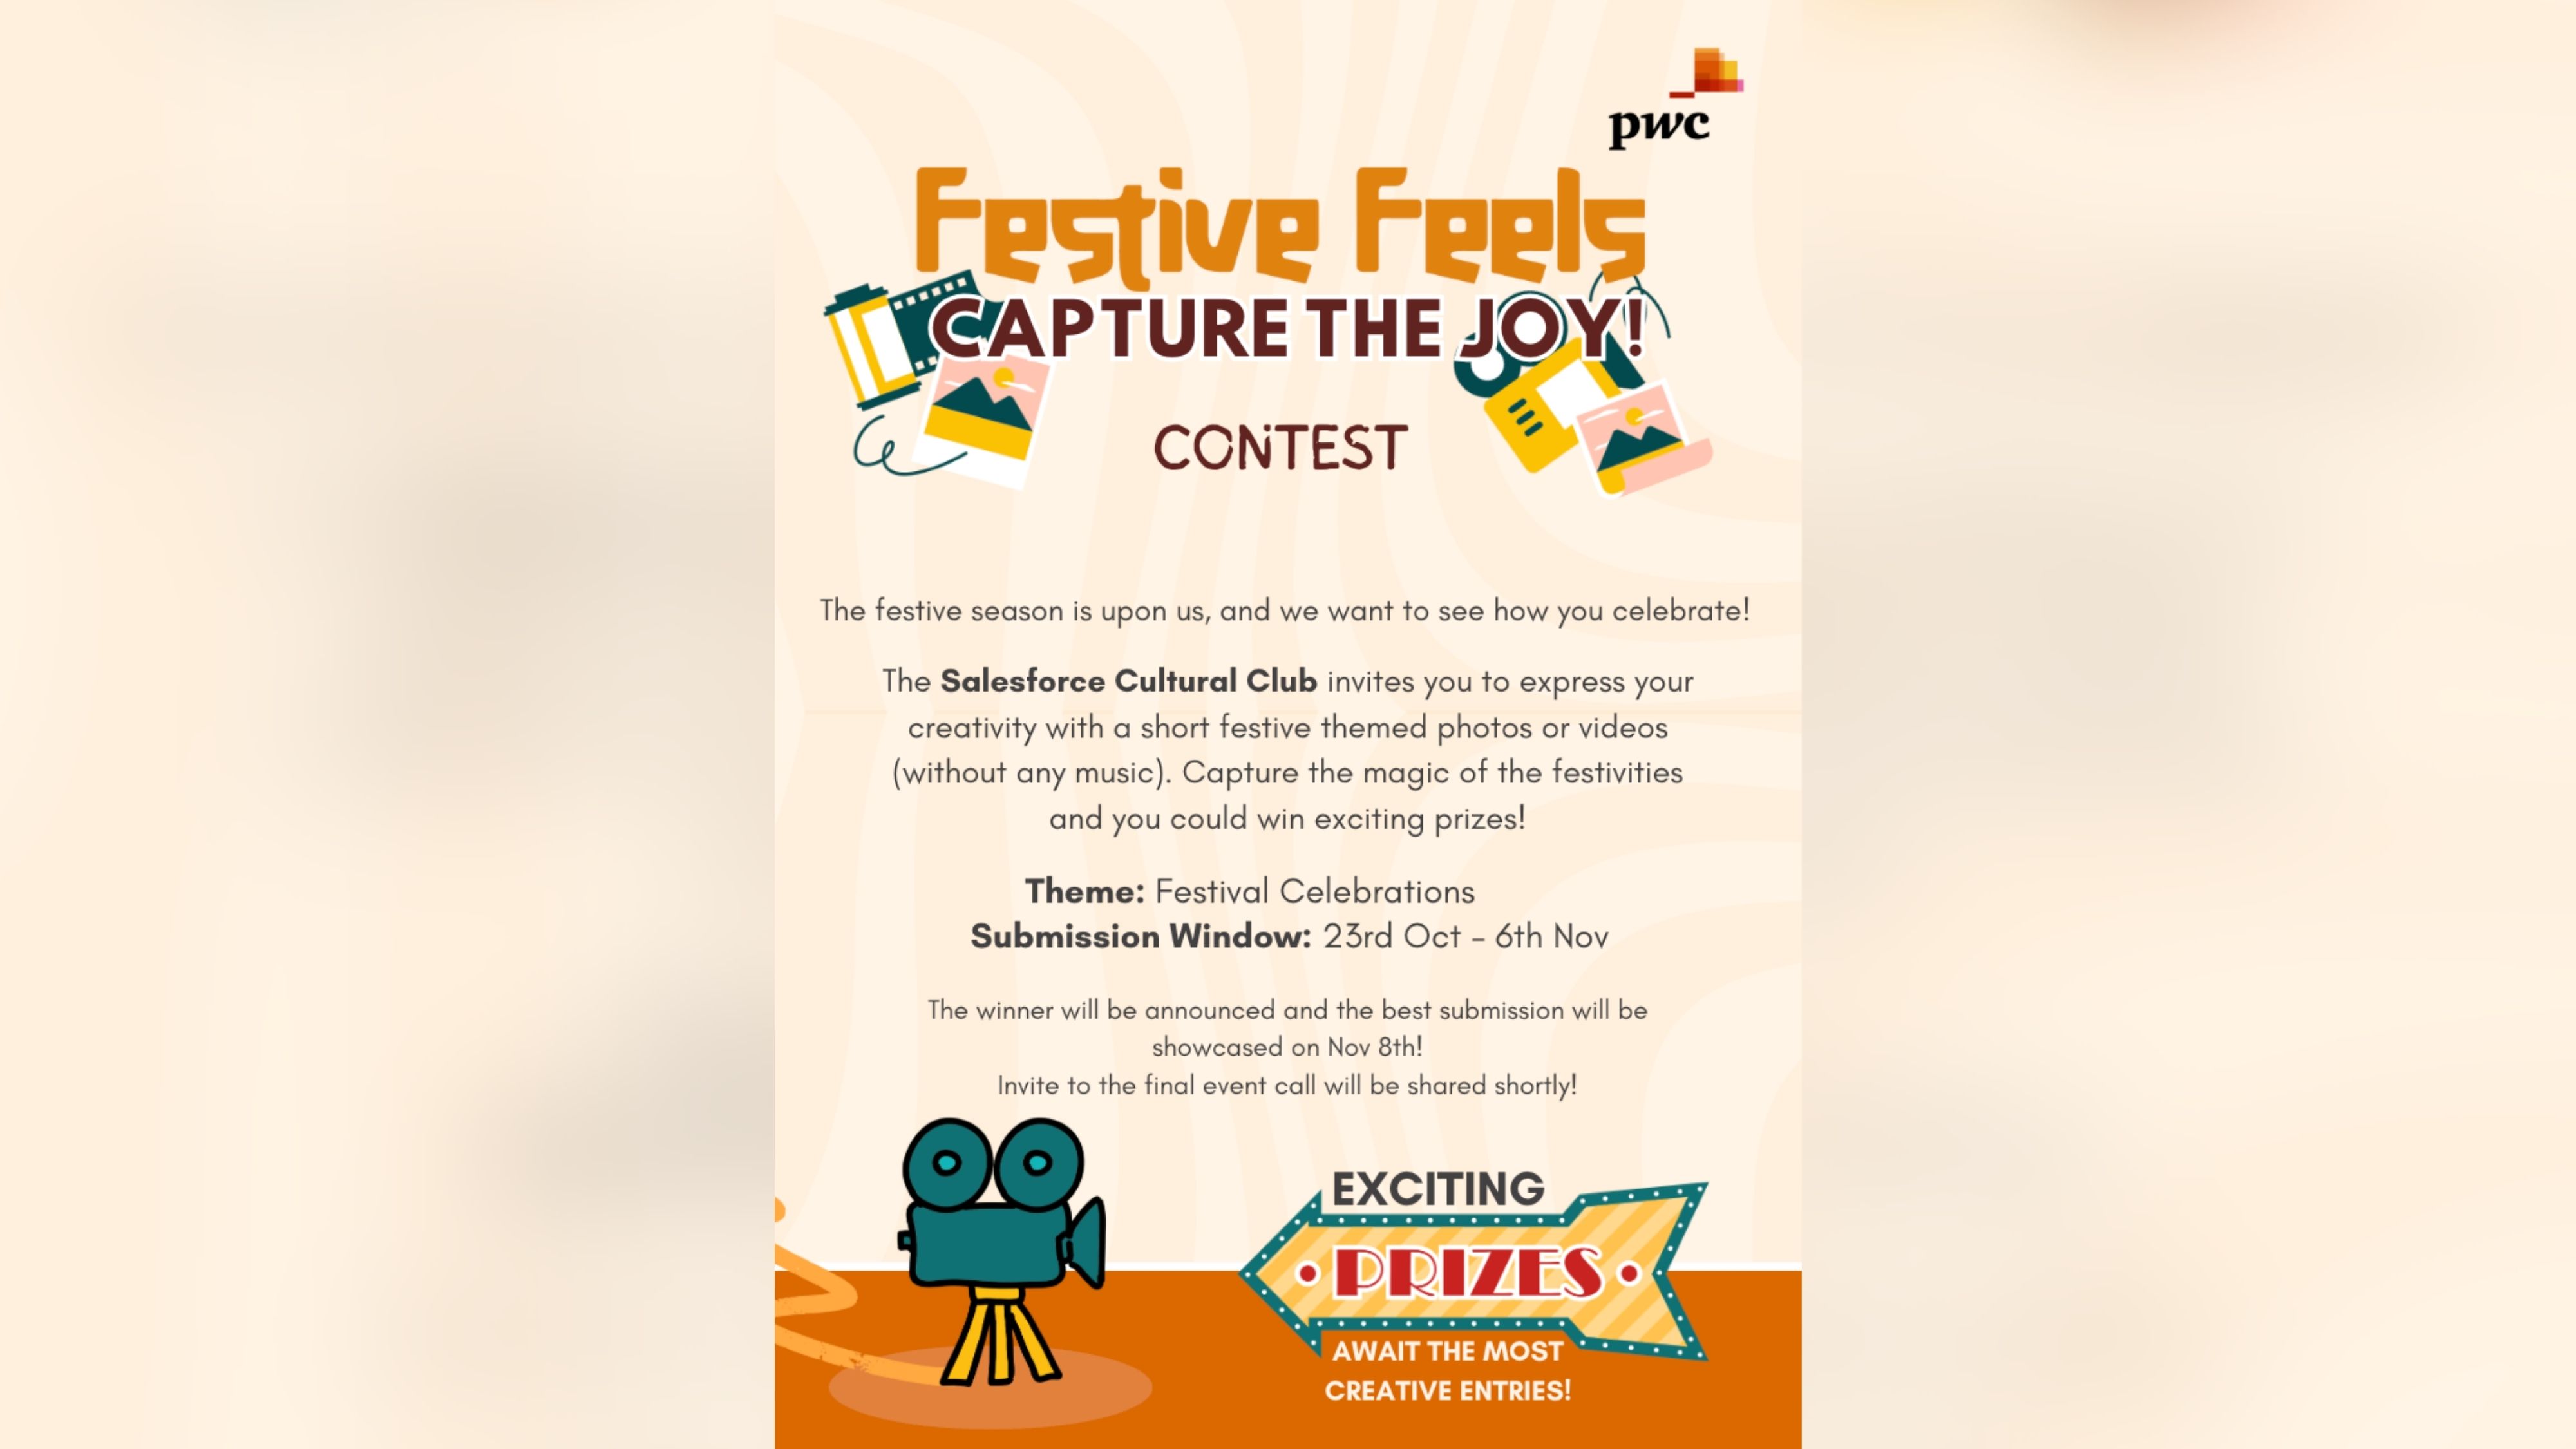 pwc
Festive Feels
CAPTURE THE JOY!
CONTEST
The festive season is upon us, and we want to see how you celebrate!
The Salesforce Cultural Club invites you to express your
creativity with a short festive themed photos or videos
(without any music). Capture the magic of the festivities
and you could win exciting prizes!
Theme: Festival Celebrations
Submission Window: 23rd Oct - 6th Nov
The winner will be announced and the best submission will be
showcased on Nov 8th!
Invite to the final event call will be shared shortly!
EXCITING
PRIZES
AWAIT THE MOST
CREATIVE ENTRIES!